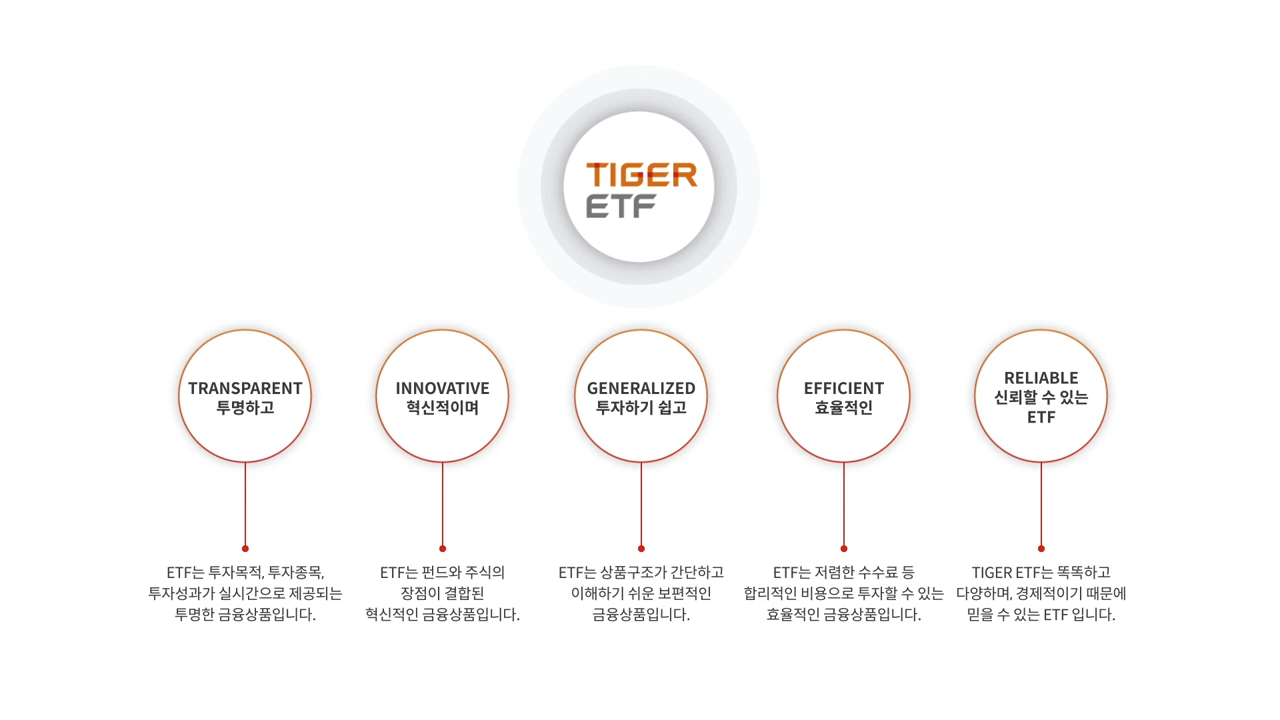 TIGER
ETF
TRANSPARENT
투명하고
INNOVATIVE
혁신적이며
GENERALIZED
투자하기 쉽고
EFFICIENT
효율적인
RELIABLE
신뢰할 수 있는
ETF
ETF는 투자목적, 투자종목,
투자성과가 실시간으로 제공되는
투명한 금융상품입니다.
ETF는 펀드와 주식의
장점이 결합된
혁신적인 금융상품입니다.
ETF는 상품구조가 간단하고
이해하기 쉬운 보편적인
금융상품입니다.
ETF는 저렴한 수수료 등
합리적인 비용으로 투자할 수 있는
효율적인 금융상품입니다.
TIGER ETF는 똑똑하고
다양하며, 경제적이기 때문에
믿을 수 있는 ETF 입니다.